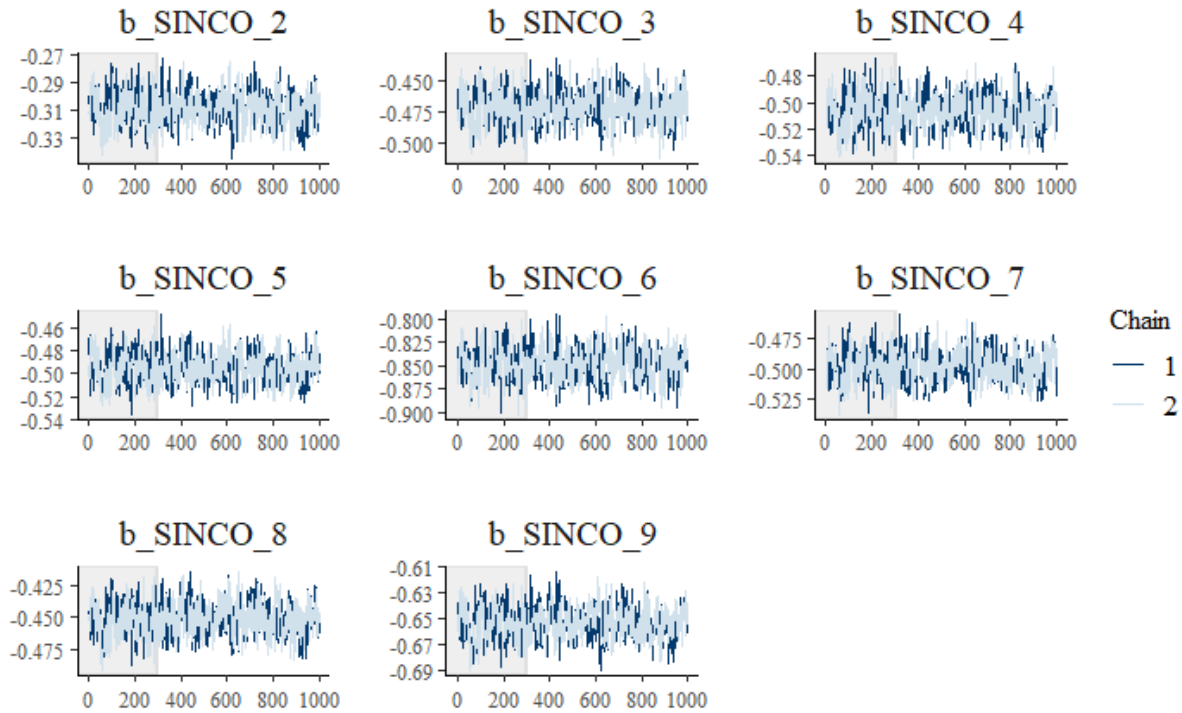 b_SINCO_2 b_SINCO_3 b_SINCO_4
-0.27
-0.29
-0.31
-0.33
0 200 400 600 800 1000
-0.450
-0.475
-0.500
0 200 400 600 800 1000
-0.48
-0.50
-0.52
-0.54
0 200 400 600 800 1000
b_SINCO_5 b_SINCO_6 b_SINCO_7
-0.46
-0.48
-0.50
-0.52
-0.54
0 200 400 600 800 1000
-0.800
-0.825
-0.850
-0.875
-0.900
0 200 400 600 800 1000
-0.475
-0.500
-0.525
0 200 400 600 800 1000
Chain
1
2
b_SINCO_8 b_SINCO_9
-0.425
-0.450
-0.475
0 200 400 600 800 1000
-0.61
-0.63
-0.65
-0.67
-0.69
0 200 400 600 800 1000